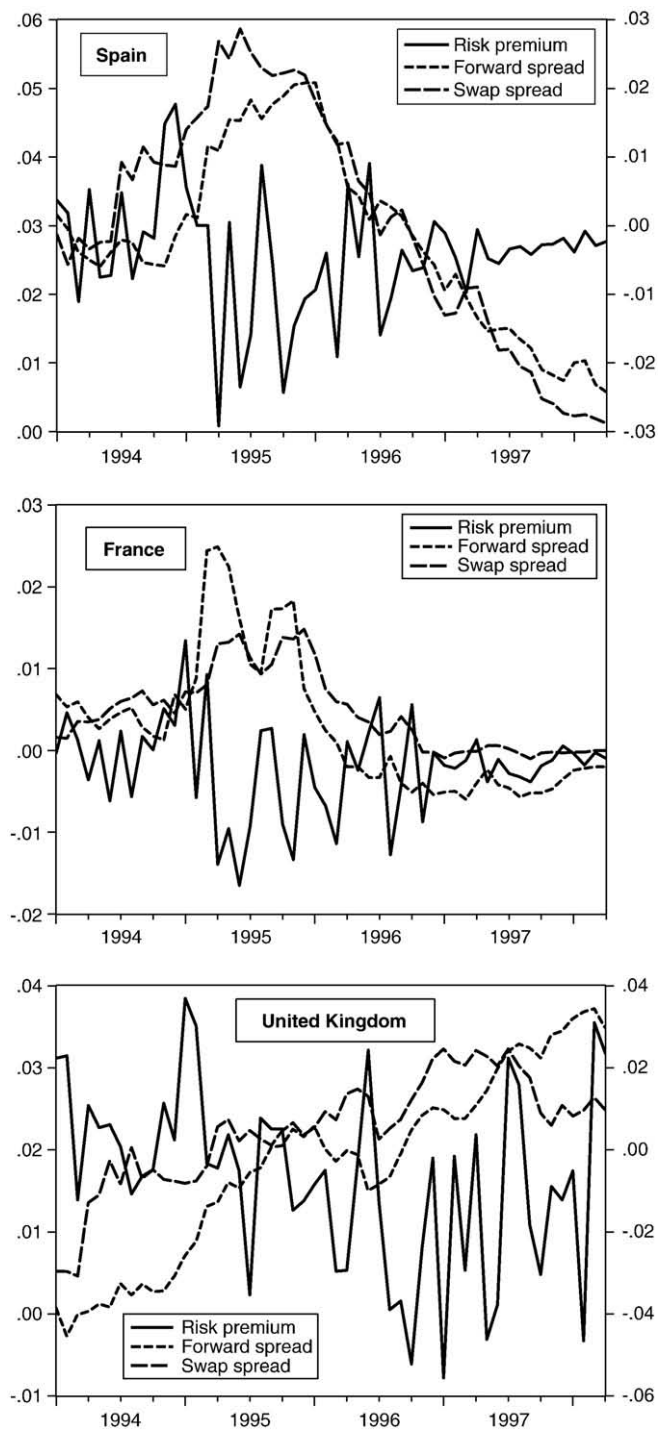 .06
.05
.04
.03
.02
.01
.00
Spain
Risk premium
Forward spread
Swap spread
.03
.02
.01
.00
-.01
-.02
-.03
1994 1995 1996 1997
.03
.02
.01
.00
-.01
-.02
France
Risk premium
Forward spread
Swap spread
1994 1995 1996 1997
.04
.03
.02
.01
.00
-.01
United Kingdom
Risk premium
Forward spread
Swap spread
.04
.02
.00
-.02
-.04
-.06
1994 1995 1996 1997